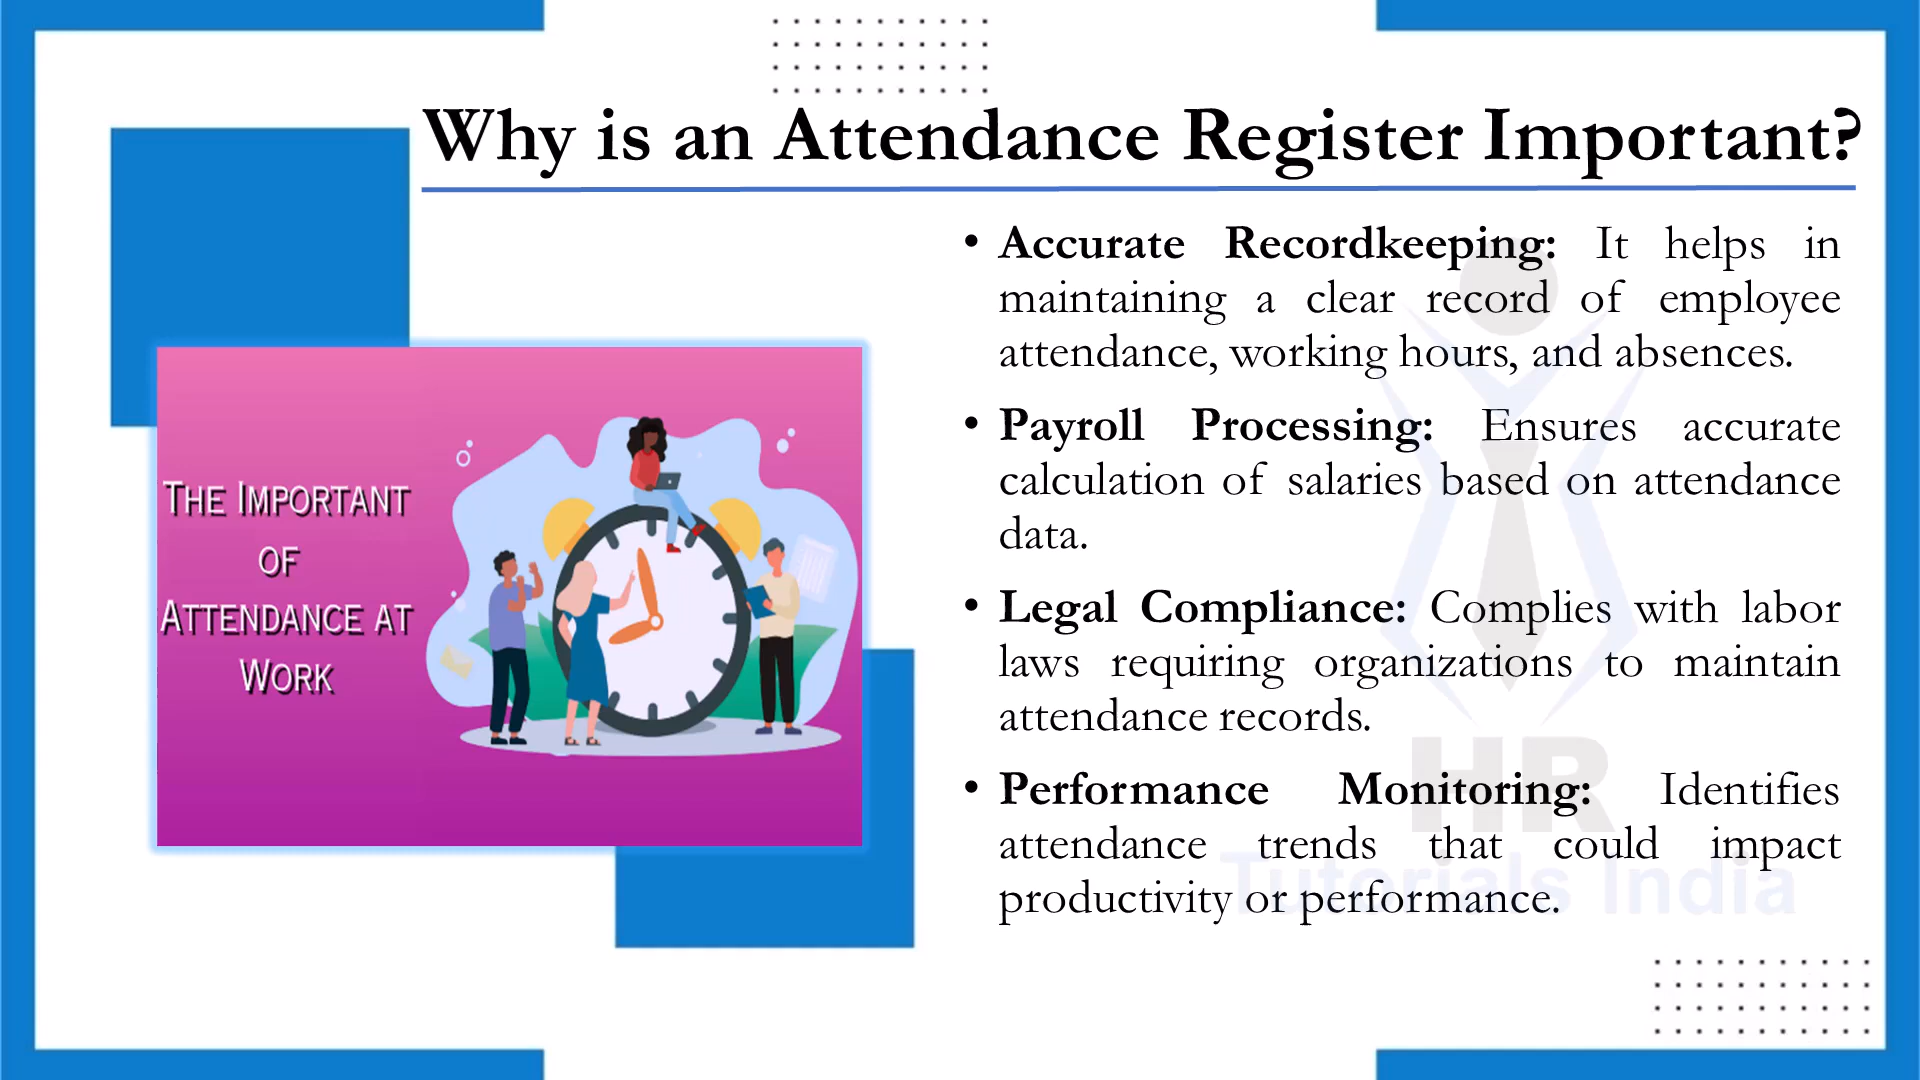 Why is an Attendance Register Important?
THE IMPORTANT
OF
ATTENDANCE AT
WORK
• Accurate Recordkeeping: It helps in
maintaining a clear record of employee
attendance, working hours, and absences.
• Payroll Processing: Ensures accurate
calculation of salaries based on attendance
data.
• Legal Compliance: Complies with labor
laws requiring organizations to maintain
attendance records.
• Performance Monitoring: Identifies
attendance trends that could impact
productivity or performance.
HR
Tutorials India